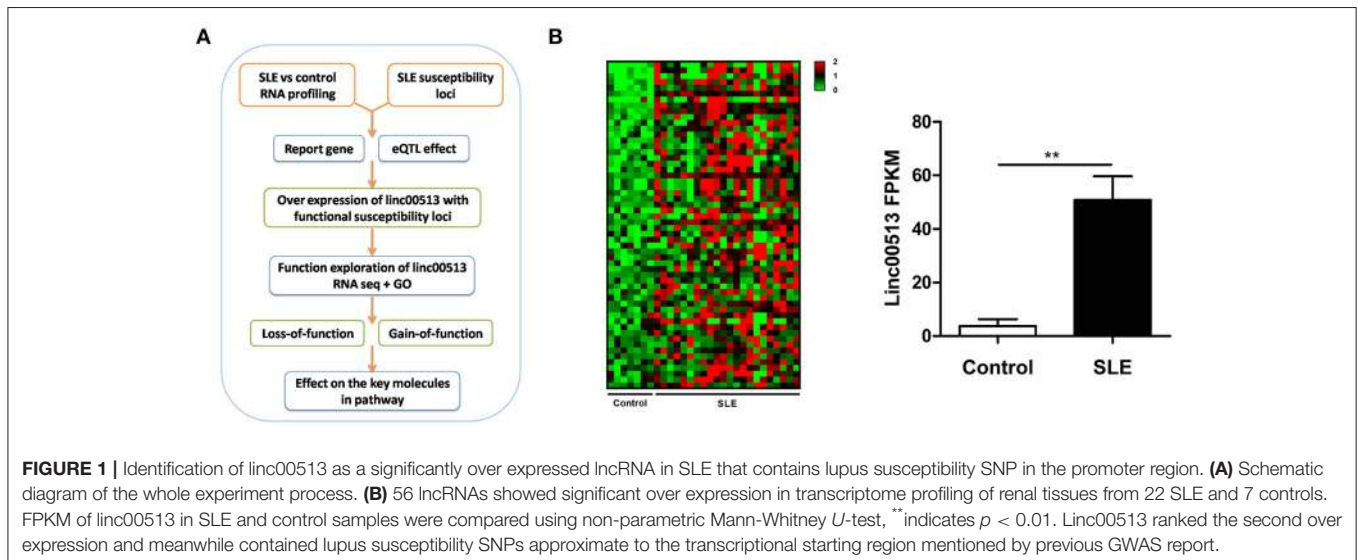 A
SLE vs control
RNA profiling
SLE susceptibility
loci
Report gene
eQTL effect
Over expression of linc00513 with
functional susceptibility loci
Function exploration of linc00513
RNA seq + GO
Loss-of-function
Gain-of-function
Effect on the key molecules
in pathway
B
2
1
0
Control
SLE
Linc00513 FPKM
80
60
40
20
0
**
Control
SLE
FIGURE 1 | Identification of linc00513 as a significantly over expressed lncRNA in SLE that contains lupus susceptibility SNP in the promoter region. (A) Schematic
diagram of the whole experiment process. (B) 56 lncRNAs showed significant over expression in transcriptome profiling of renal tissues from 22 SLE and 7 controls.
FPKM of linc00513 in SLE and control samples were compared using non-parametric Mann-Whitney U-test, **indicates p < 0.01. Linc00513 ranked the second over
expression and meanwhile contained lupus susceptibility SNPs approximate to the transcriptional starting region mentioned by previous GWAS report.